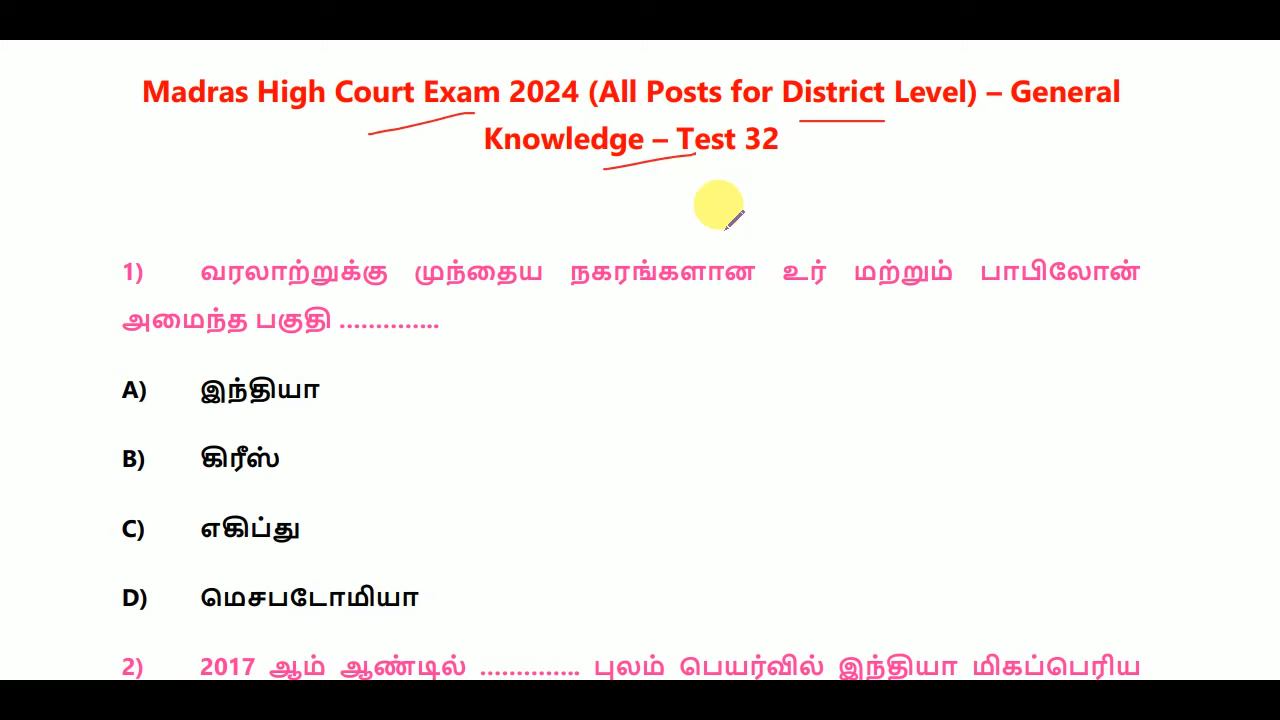 Madras High Court Exam 2024 (All Posts for District Level) – General
Knowledge – Test 32
1) வரலாற்றுக்கு முந்தைய நகரங்களான உர் மற்றும் பாபிலோன்
அமைந்த பகுதி ..............
A) இந்தியா
B) கிரீஸ்
C) எகிப்து
D) மெசபடோமியா
2) 2017 ஆம் ஆண்டில் .............. புலம் பெயர்வில் இந்தியா மிகப்பெரிய